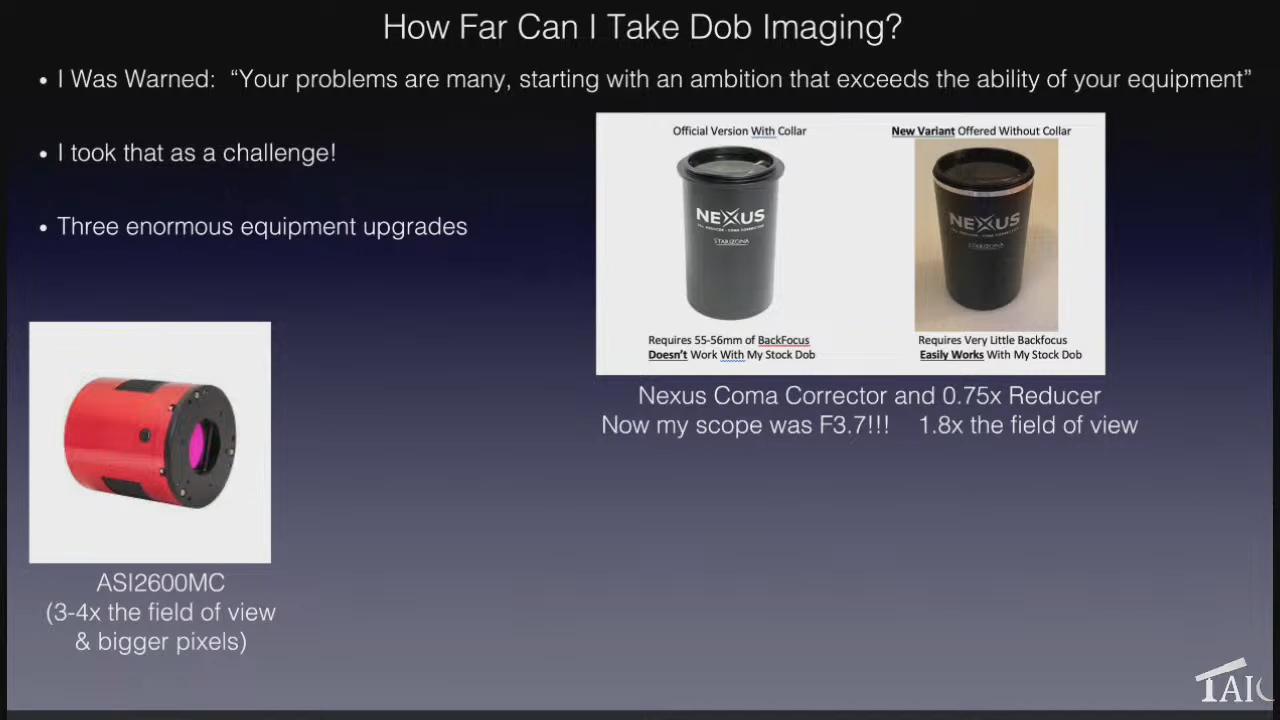 How Far Can I Take Dob Imaging?
• I Was Warned: “Your problems are many, starting with an ambition that exceeds the ability of your equipment”
• I took that as a challenge!
• Three enormous equipment upgrades
Official Version With Collar
New Variant Offered Without Collar
NEXUS
STARIZONA
NEXUS
STARIZONA
Requires 55-56mm of BackFocus
Doesn't Work With My Stock Dob
Requires Very Little Backfocus
Easily Works With My Stock Dob
Nexus Coma Corrector and 0.75x Reducer
Now my scope was F3.7!!! 1.8x the field of view
ASI2600MC
(3-4x the field of view
& bigger pixels)
TAIC